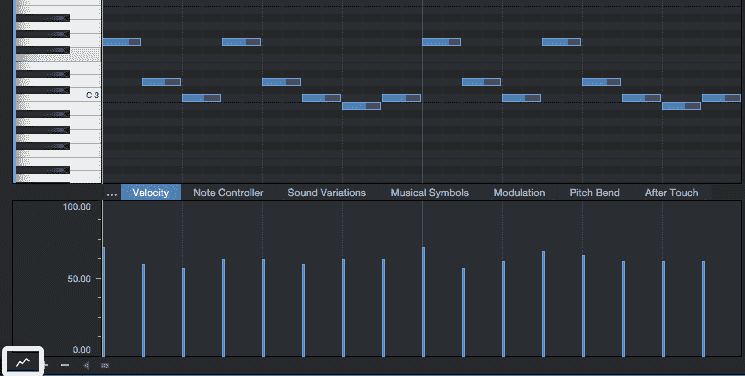 C 3
... Velocity Note Controller Sound Variations Musical Symbols Modulation Pitch Bend After Touch
100.00
50.00
0.00